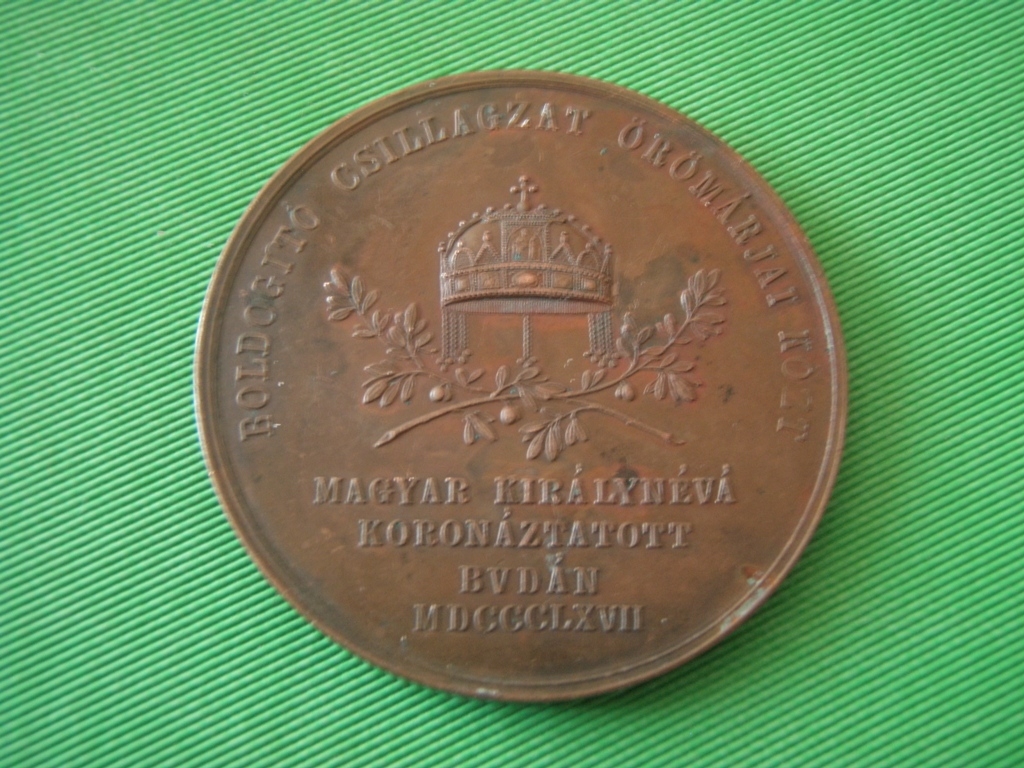 BOLDOGITÓ CSILLAGZAT ÖRÖMÁRJAI KÖZT
MAGYAR KIRÁLYNÉVÁ
KORONÁZTATOTT
BVDÁN
MDCCCLXVII